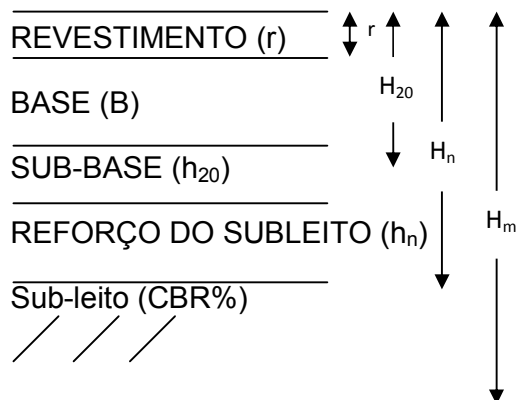 REVESTIMENTO (r)
r
BASE (B)
H₂₀
SUB-BASE (h₂₀)
Hₙ
REFORÇO DO SUBLEITO (hₙ)
Hₘ
Sub-leito (CBR%)